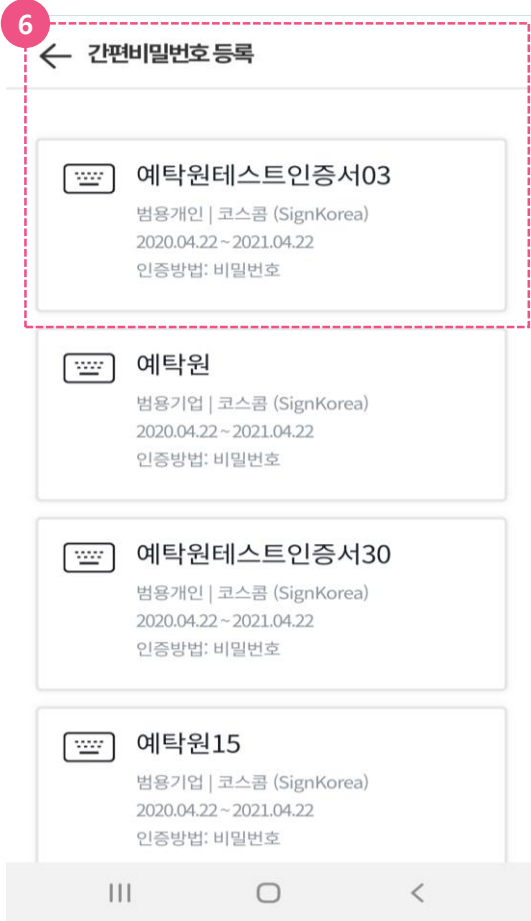 6
간편비밀번호 등록
예탁원테스트인증서03
범용개인 | 코스콤 (SignKorea)
2020.04.22 ~ 2021.04.22
인증방법: 비밀번호
예탁원
범용기업 | 코스콤 (SignKorea)
2020.04.22 ~ 2021.04.22
인증방법: 비밀번호
예탁원테스트인증서30
범용개인 | 코스콤 (SignKorea)
2020.04.22 ~ 2021.04.22
인증방법: 비밀번호
예탁원15
범용기업 | 코스콤 (SignKorea)
2020.04.22 ~ 2021.04.22
인증방법: 비밀번호